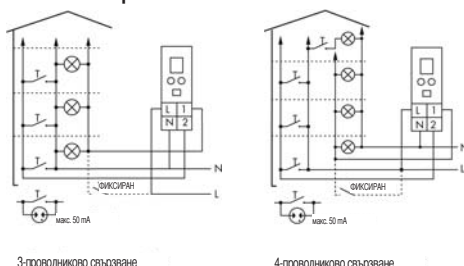 L 1
N 2
N
ФИКСИРАН
L
макс. 50 mA
3-проводниково свързване
L 1
N 2
N
L
ФИКСИРАН
макс. 50 mA
4-проводниково свързване